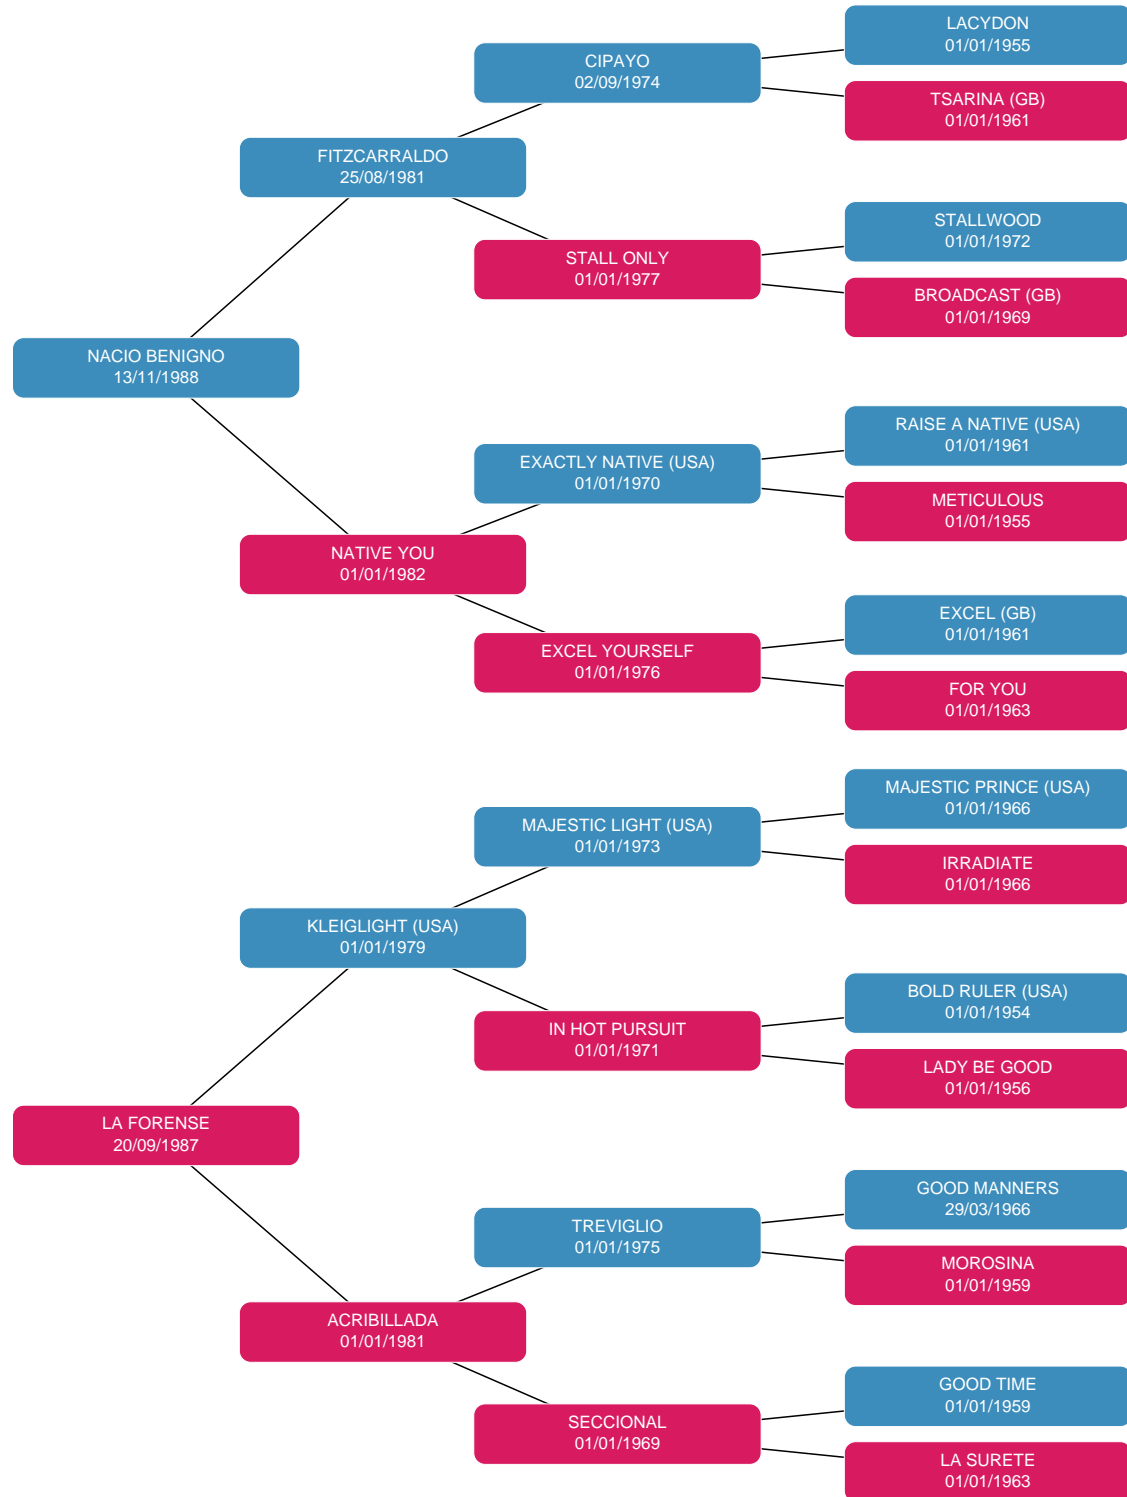 LACYDON
01/01/1955
CIPAYO
02/09/1974
TSARINA (GB)
01/01/1961
FITZCARRALDO
25/08/1981
STALLWOOD
01/01/1972
STALL ONLY
01/01/1977
BROADCAST (GB)
01/01/1969
NACIO BENIGNO
13/11/1988
RAISE A NATIVE (USA)
01/01/1961
EXACTLY NATIVE (USA)
01/01/1970
METICULOUS
01/01/1955
NATIVE YOU
01/01/1982
EXCEL (GB)
01/01/1961
EXCEL YOURSELF
01/01/1976
FOR YOU
01/01/1963
MAJESTIC PRINCE (USA)
01/01/1966
MAJESTIC LIGHT (USA)
01/01/1973
IRRADIATE
01/01/1966
KLEIGLIGHT (USA)
01/01/1979
BOLD RULER (USA)
01/01/1954
IN HOT PURSUIT
01/01/1971
LADY BE GOOD
01/01/1956
LA FORENSE
20/09/1987
GOOD MANNERS
29/03/1966
TREVIGLIO
01/01/1975
MOROSINA
01/01/1959
ACRIBILLADA
01/01/1981
GOOD TIME
01/01/1959
SECCIONAL
01/01/1969
LA SURETE
01/01/1963